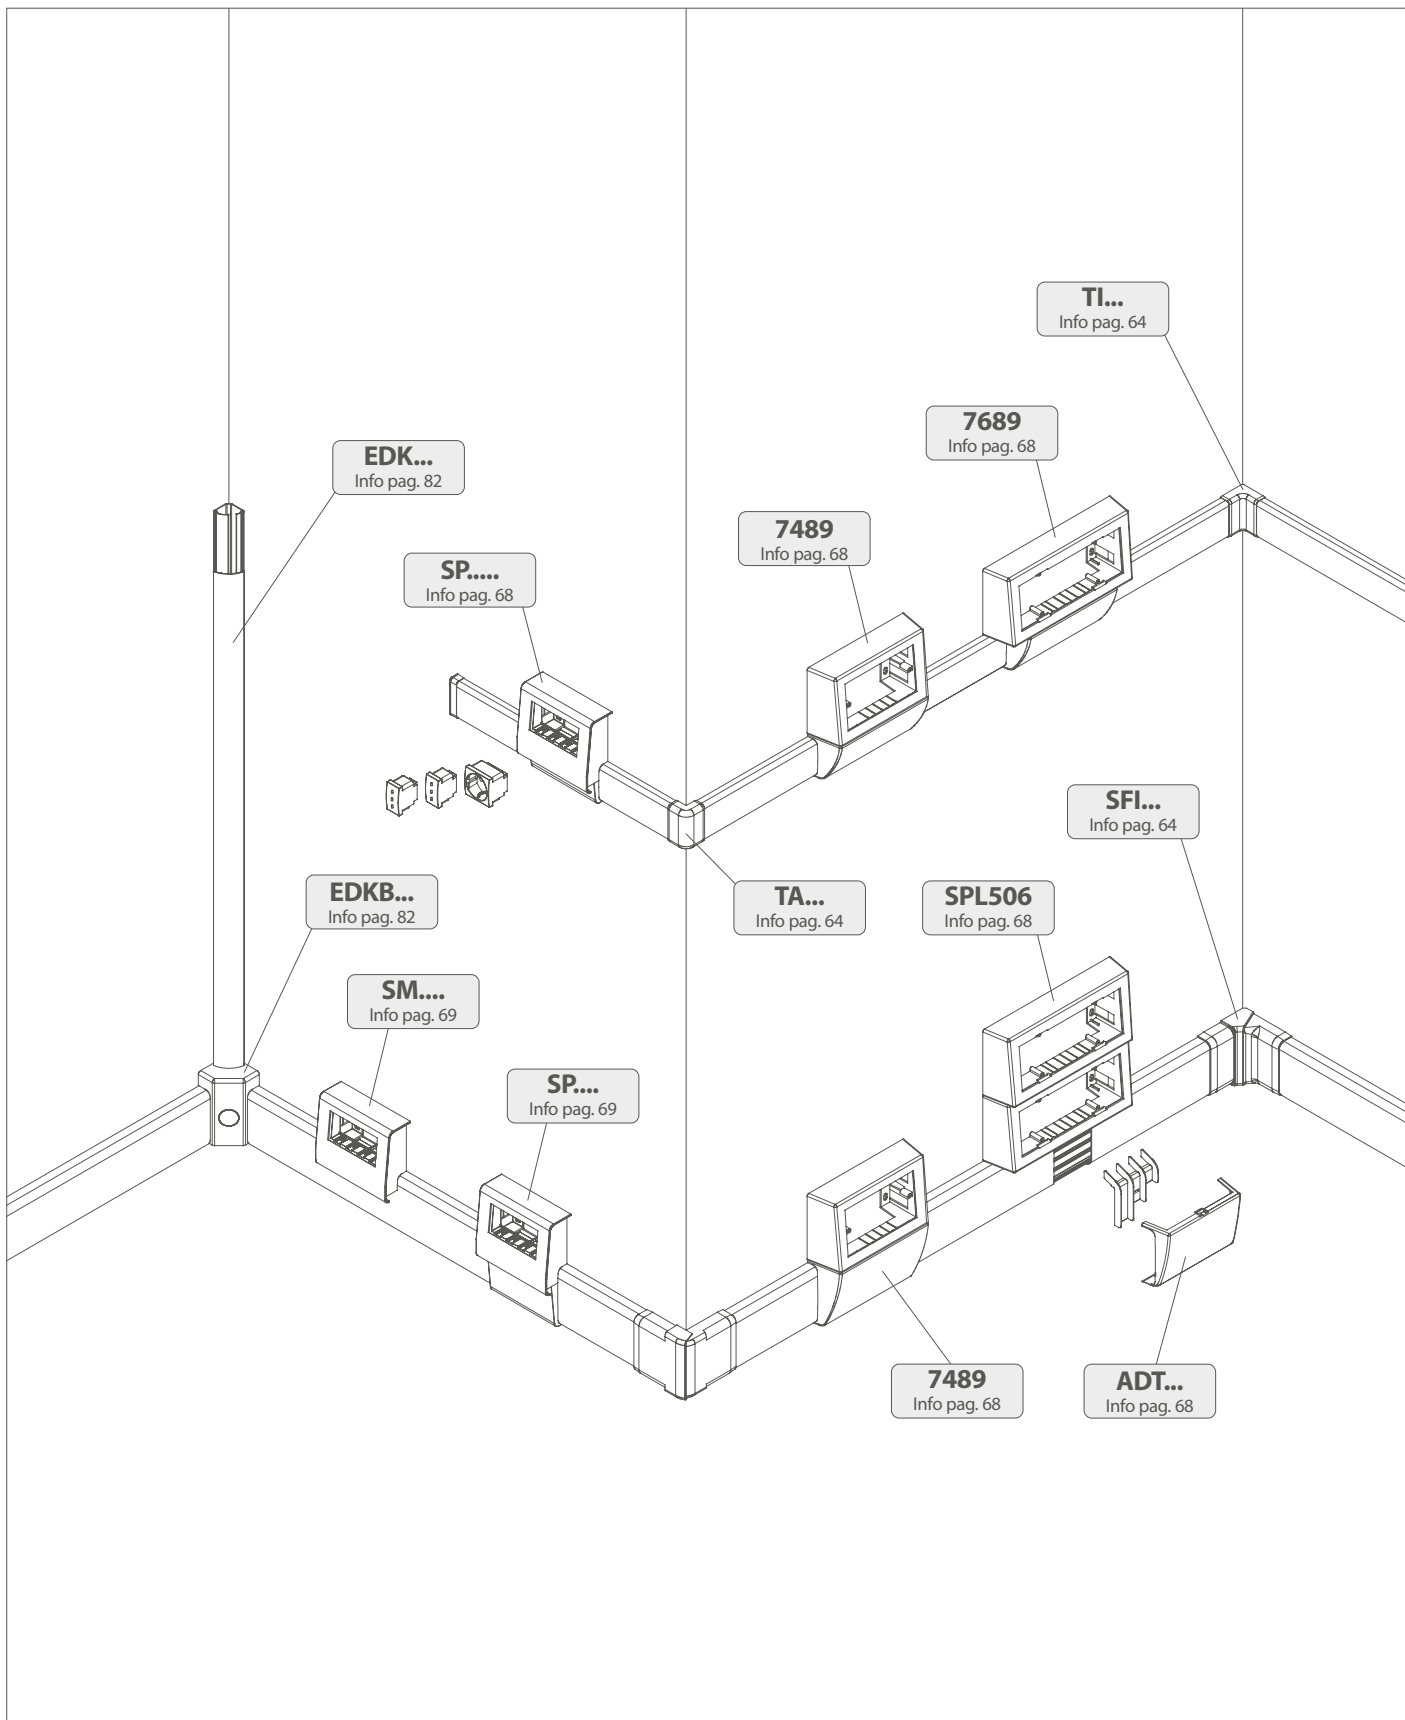 TI...
Info pag. 64
7689
Info pag. 68
EDK...
Info pag. 82
7489
Info pag. 68
SP.....
Info pag. 68
SFI...
Info pag. 64
EDKB...
Info pag. 82
TA...
Info pag. 64
SPL506
Info pag. 68
SM....
Info pag. 69
SP....
Info pag. 69
7489
Info pag. 68
ADT...
Info pag. 68